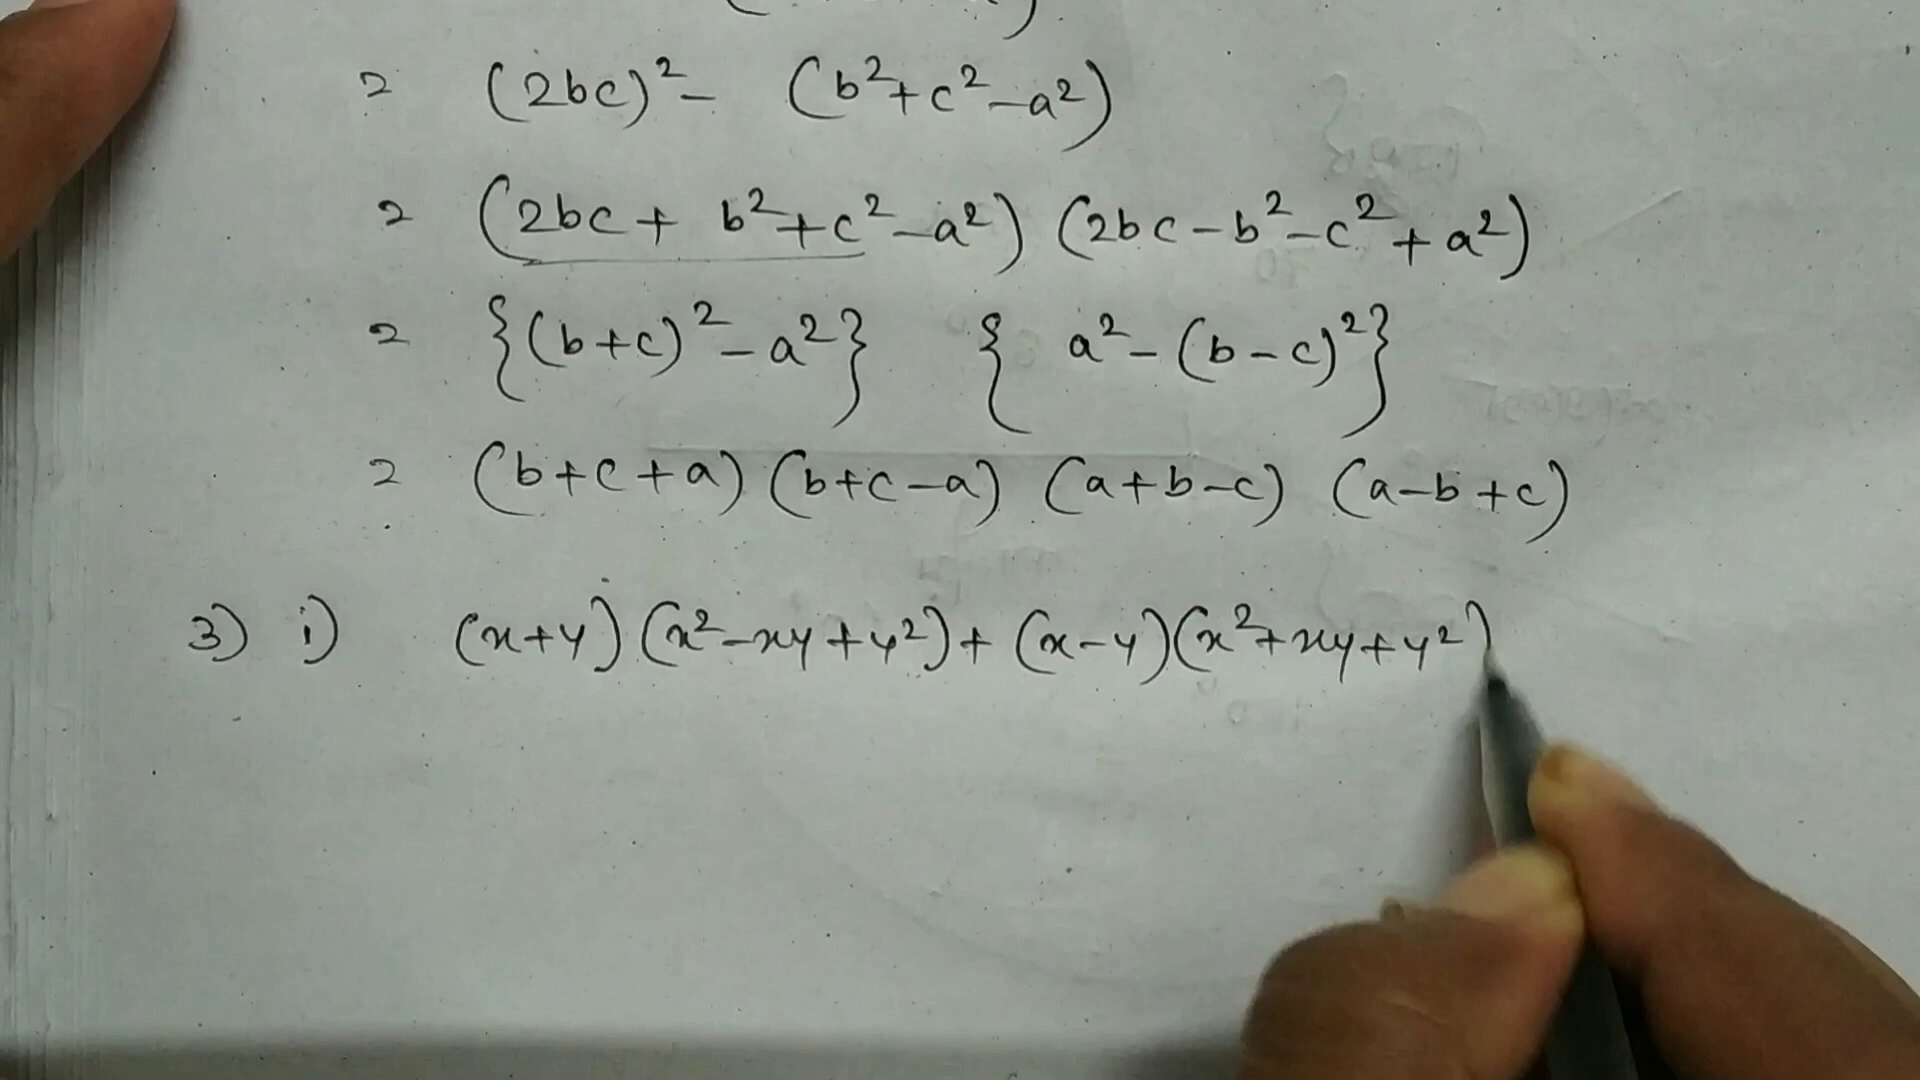 = (2bc)² - (b²+c²-a²)
= (2bc + b²+c²-a²) (2bc-b²-c²+a²)
= {(b+c)²-a²} { a²-(b-c)²}
= (b+c+a) (b+c-a) (a+b-c) (a-b+c)
3) i) (x+y) (x²-xy+y²) + (x-y)(x²+xy+y²)